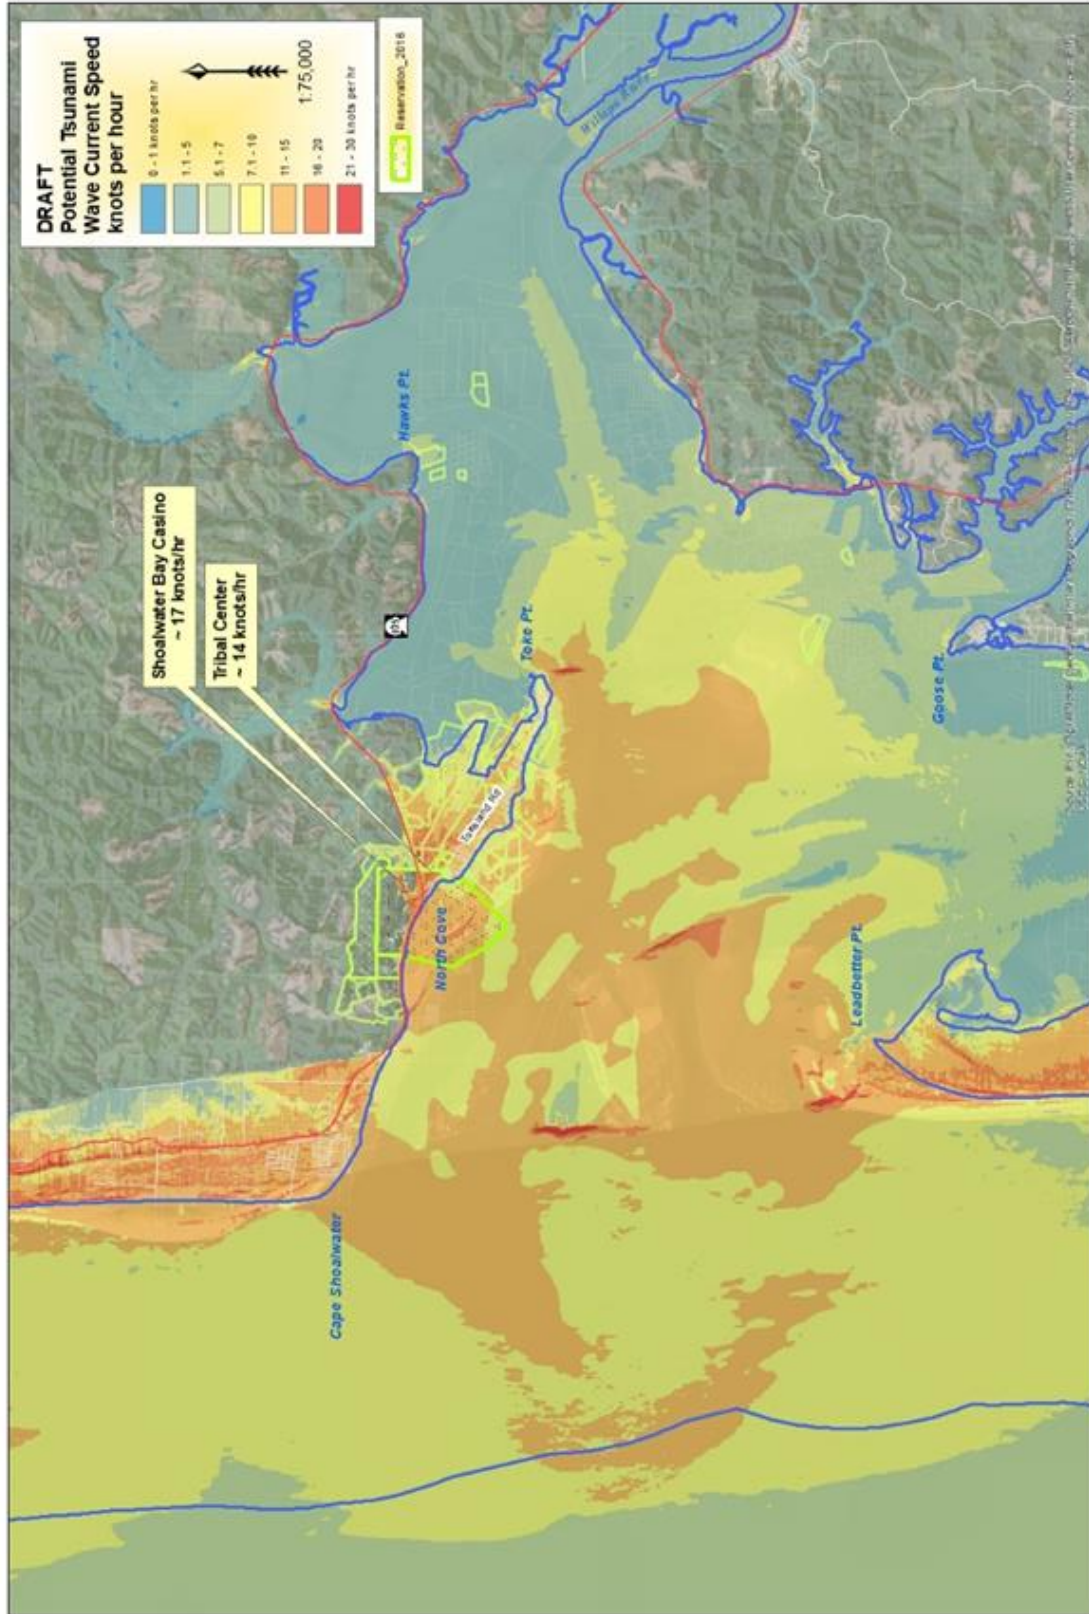 DRAFT
Potential Tsunami
Wave Current Speed
knots per hour
0 - 1 knots per hr
1.1 - 5
5.1 - 7
7.1 - 10
11 - 15
16 - 20
21 - 30 knots per hr
1:75,000
Reservation_2016
Shoalwater Bay Casino
~ 17 knots/hr
Tribal Center
~ 14 knots/hr
Hawks Pt.
Toke Pt.
Tokeland Rd
North Cove
Cape Shoalwater
Leadbetter Pt.
Goose Pt.
105